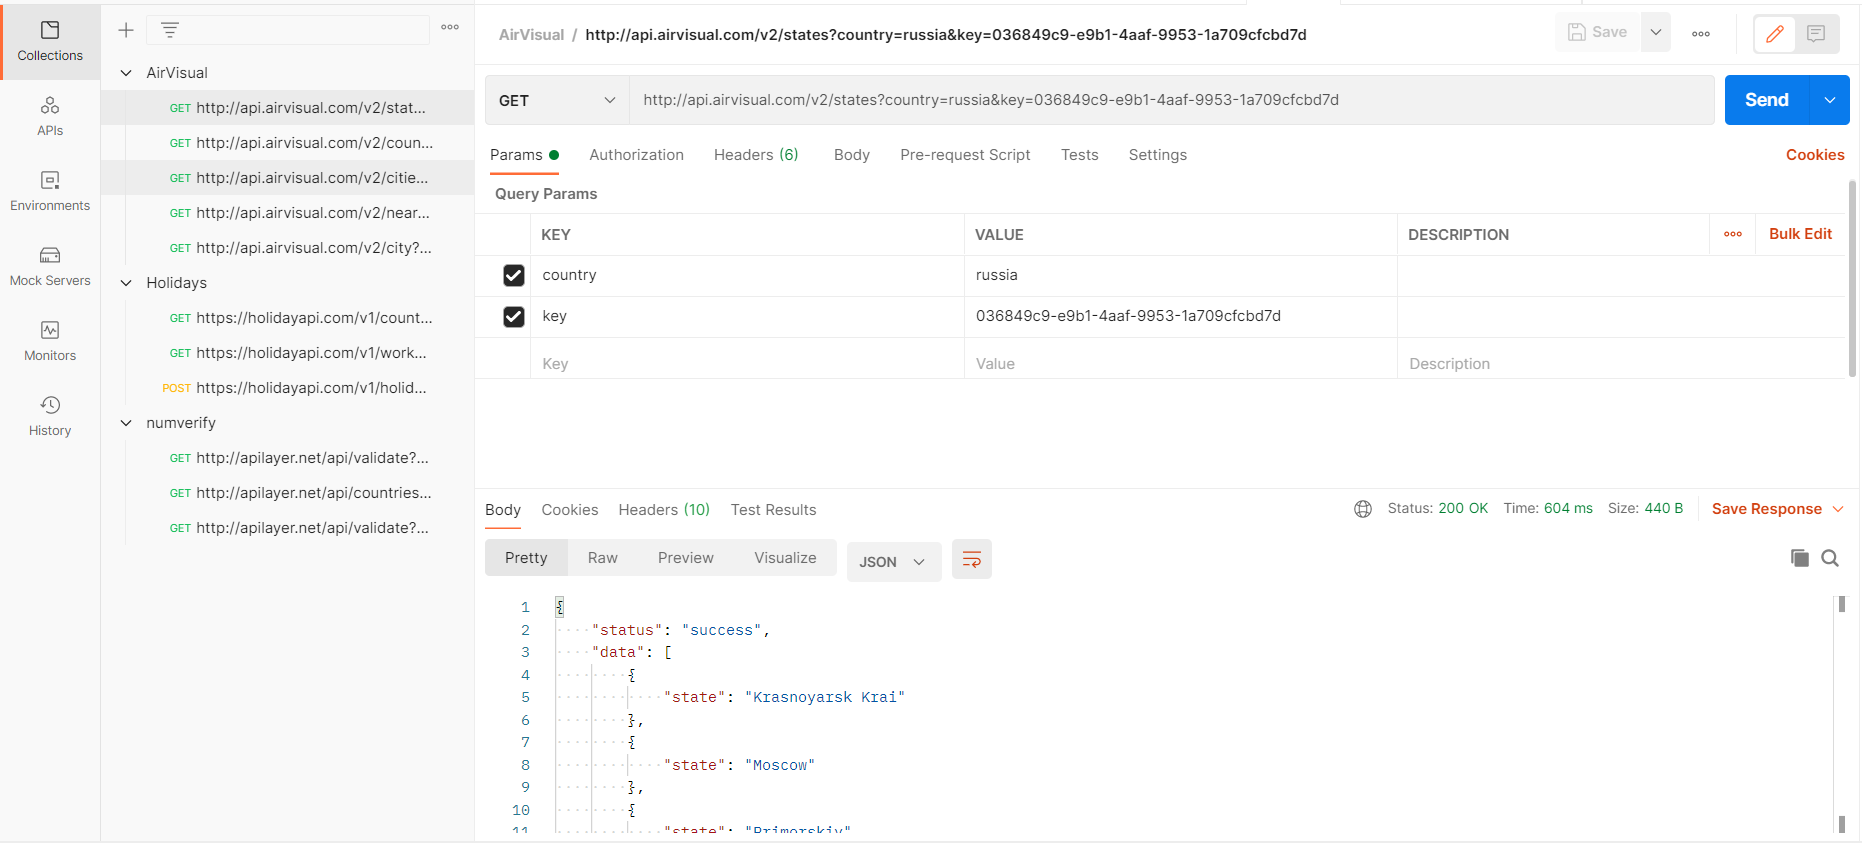 Collections
APIs
Environments
Mock Servers
Monitors
History
AirVisual
GET http://api.airvisual.com/v2/stat...
GET http://api.airvisual.com/v2/coun...
GET http://api.airvisual.com/v2/citie...
GET http://api.airvisual.com/v2/near...
GET http://api.airvisual.com/v2/city?...
Holidays
GET https://holidayapi.com/v1/count...
GET https://holidayapi.com/v1/work...
POST https://holidayapi.com/v1/holid...
numverify
GET http://apilayer.net/api/validate?...
GET http://apilayer.net/api/countries...
GET http://apilayer.net/api/validate?...
AirVisual / http://api.airvisual.com/v2/states?country=russia&key=036849c9-e9b1-4aaf-9953-1a709cfcbd7d
Save
GET http://api.airvisual.com/v2/states?country=russia&key=036849c9-e9b1-4aaf-9953-1a709cfcbd7d Send
Params Authorization Headers (6) Body Pre-request Script Tests Settings Cookies
Query Params
KEY VALUE DESCRIPTION Bulk Edit
country russia
key 036849c9-e9b1-4aaf-9953-1a709cfcbd7d
Key Value Description
Body Cookies Headers (10) Test Results Status: 200 OK Time: 604 ms Size: 440 B Save Response
Pretty Raw Preview Visualize JSON
1 {
2 "status": "success",
3 "data": [
4 {
5 "state": "Krasnoyarsk Krai"
6 },
7 {
8 "state": "Moscow"
9 },
10 {
11 "state": "Primorskiy"